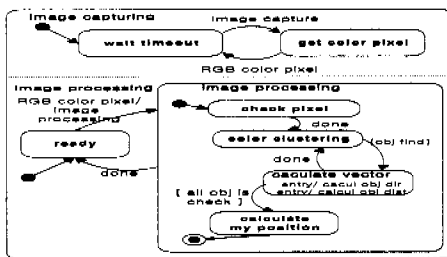 Image capturing
Image capture
wait timeout
get color pixel
RGB color pixel
Image processing
RGB color pixel/
Image
processing
ready
done
Image processing
check pixel
done
color clustering
[obj find]
done
caculate vector
entry/ cacul obj dir
entry/ calcul obj dist
[ all obj is
check ]
calculate
my position